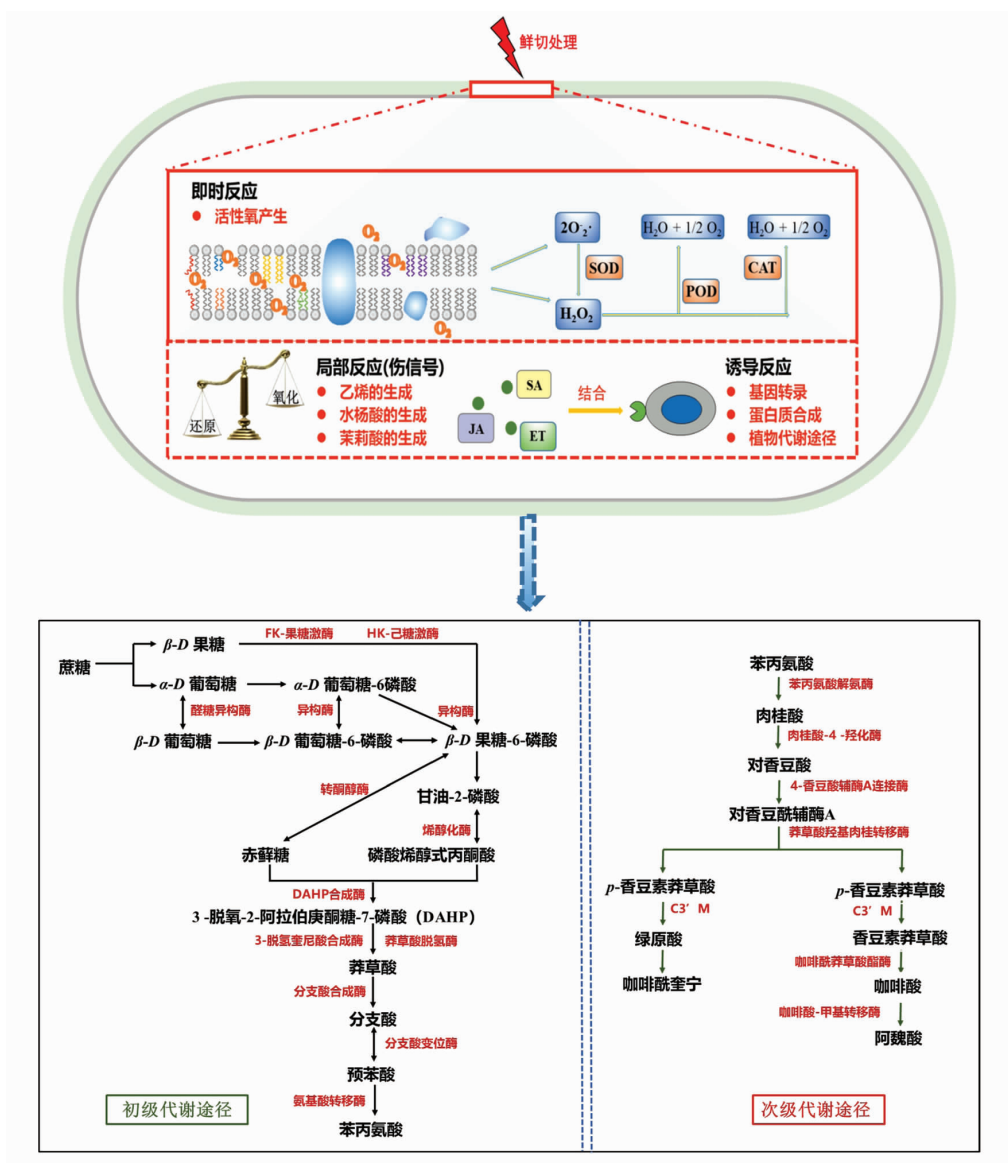 鲜切处理
即时反应
活性氧产生
O₂
O₂
O₂
O₂
O₂
O₂
O₂
2O⁻₂·
H₂O + 1/2 O₂
H₂O + 1/2 O₂
SOD
POD
CAT
H₂O₂
还原
氧化
局部反应(伤信号)
乙烯的生成
水杨酸的生成
茉莉酸的生成
SA
JA
ET
结合
诱导反应
基因转录
蛋白质合成
植物代谢途径
FK-果糖激酶 HK-己糖激酶
β-D 果糖
蔗糖
α-D 葡萄糖
α-D 葡萄糖-6磷酸
醛糖异构酶
异构酶
异构酶
β-D 葡萄糖
β-D 葡萄糖-6-磷酸
β-D 果糖-6-磷酸
转酮醇酶
甘油-2-磷酸
烯醇化酶
赤藓糖
磷酸烯醇式丙酮酸
DAHP合成酶
3 -脱氧-2-阿拉伯庚酮糖-7-磷酸（DAHP）
3-脱氢奎尼酸合成酶 莽草酸脱氢酶
莽草酸
分支酸合成酶
分支酸
分支酸变位酶
预苯酸
氨基酸转移酶
苯丙氨酸
初级代谢途径
苯丙氨酸
苯丙氨酸解氨酶
肉桂酸
肉桂酸-4 -羟化酶
对香豆酸
4-香豆酸辅酶A连接酶
对香豆酰辅酶A
莽草酸羟基肉桂转移酶
p-香豆素莽草酸
p-香豆素莽草酸
C3′ M
C3′ M
绿原酸
香豆素莽草酸
咖啡酰莽草酸酯酶
咖啡酰奎宁
咖啡酸
咖啡酸-甲基转移酶
阿魏酸
次级代谢途径